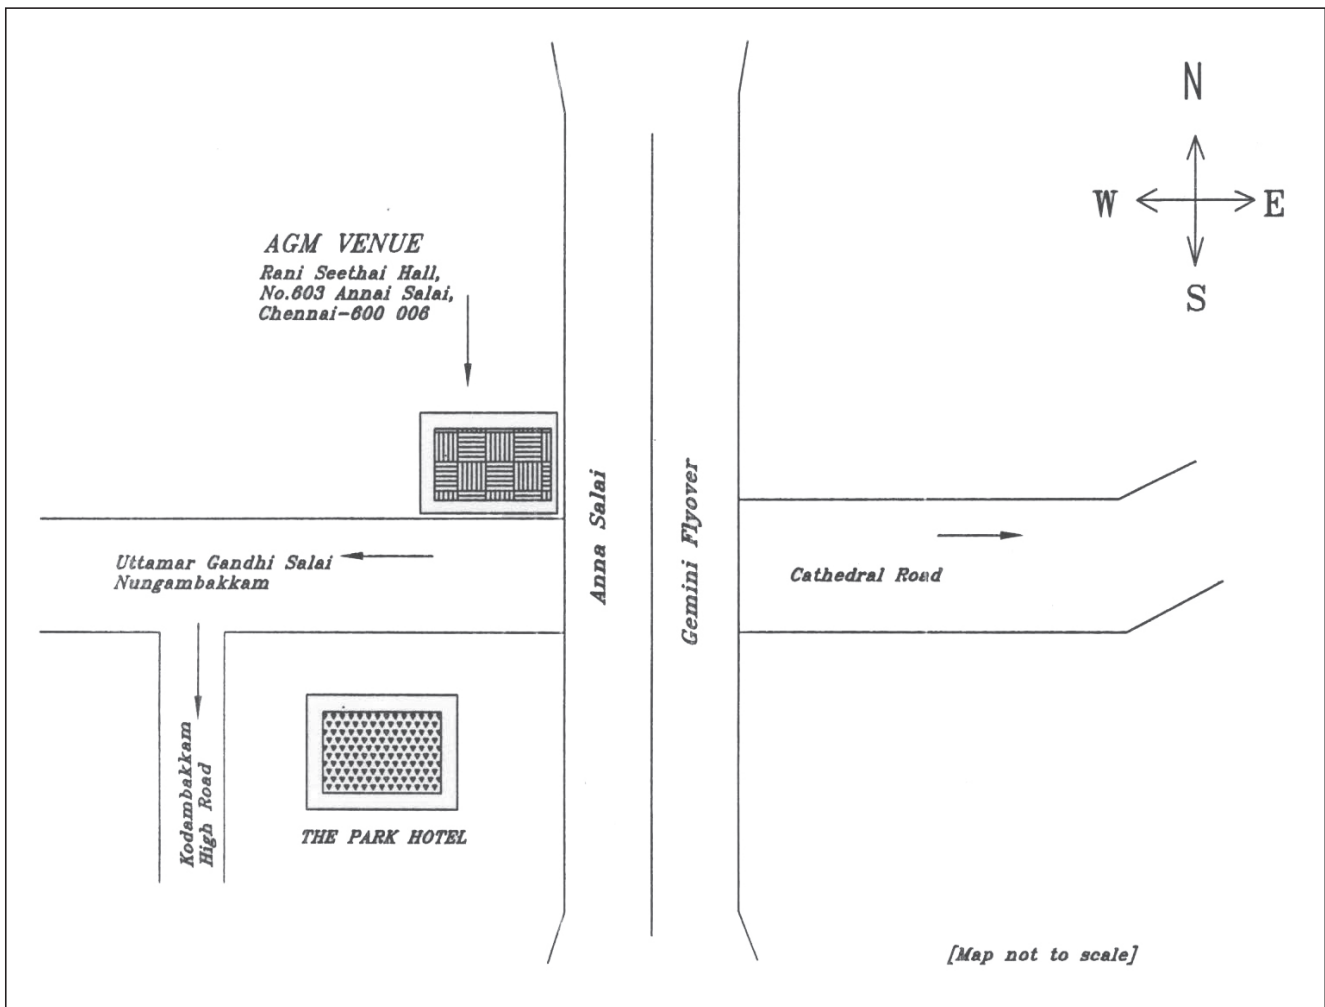 N
W
E
S
AGM VENUE
Rani Seethai Hall,
No.603 Annai Salai,
Chennai-600 006
Anna Salai
Gemini Flyover
Uttamar Gandhi Salai
Nungambakkam
Cathedral Road
Kodambakkam
High Road
THE PARK HOTEL
[Map not to scale]